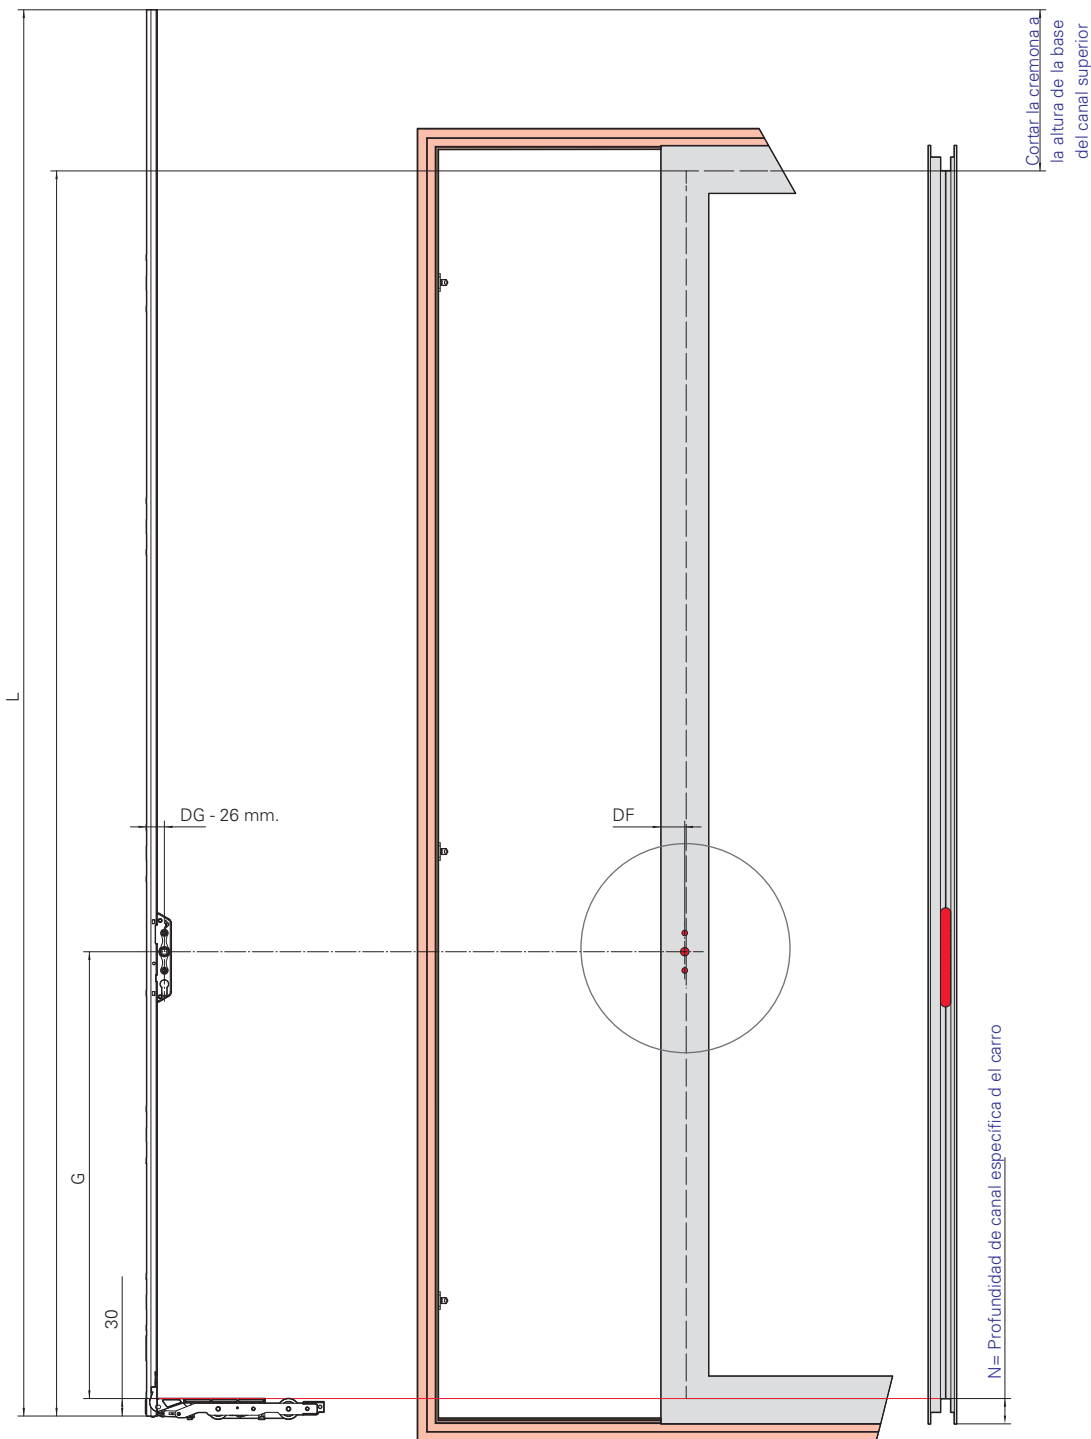 Cortar la cremona a
la altura de la base
del canal superior
L
DG - 26 mm.
DF
G
30
N= Profundidad de canal específica d el carro